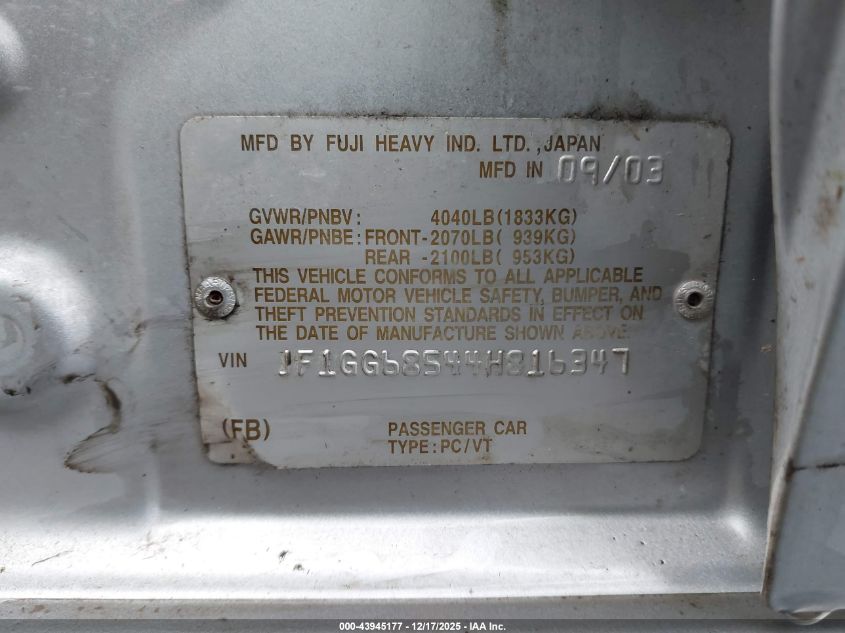 MFD BY FUJI HEAVY IND. LTD., JAPAN
MFD IN 09/03
GVWR/PNBV: 4040LB(1833KG)
GAWR/PNBE: FRONT-2070LB( 939KG)
REAR -2100LB( 953KG)
THIS VEHICLE CONFORMS TO ALL APPLICABLE
FEDERAL MOTOR VEHICLE SAFETY, BUMPER, AND
THEFT PREVENTION STANDARDS IN EFFECT ON
THE DATE OF MANUFACTURE SHOWN ABOVE.
VIN JF1GG68544H816347
(FB) PASSENGER CAR
TYPE:PC/VT
000-43945177 - 12/17/2025 - IAA Inc.